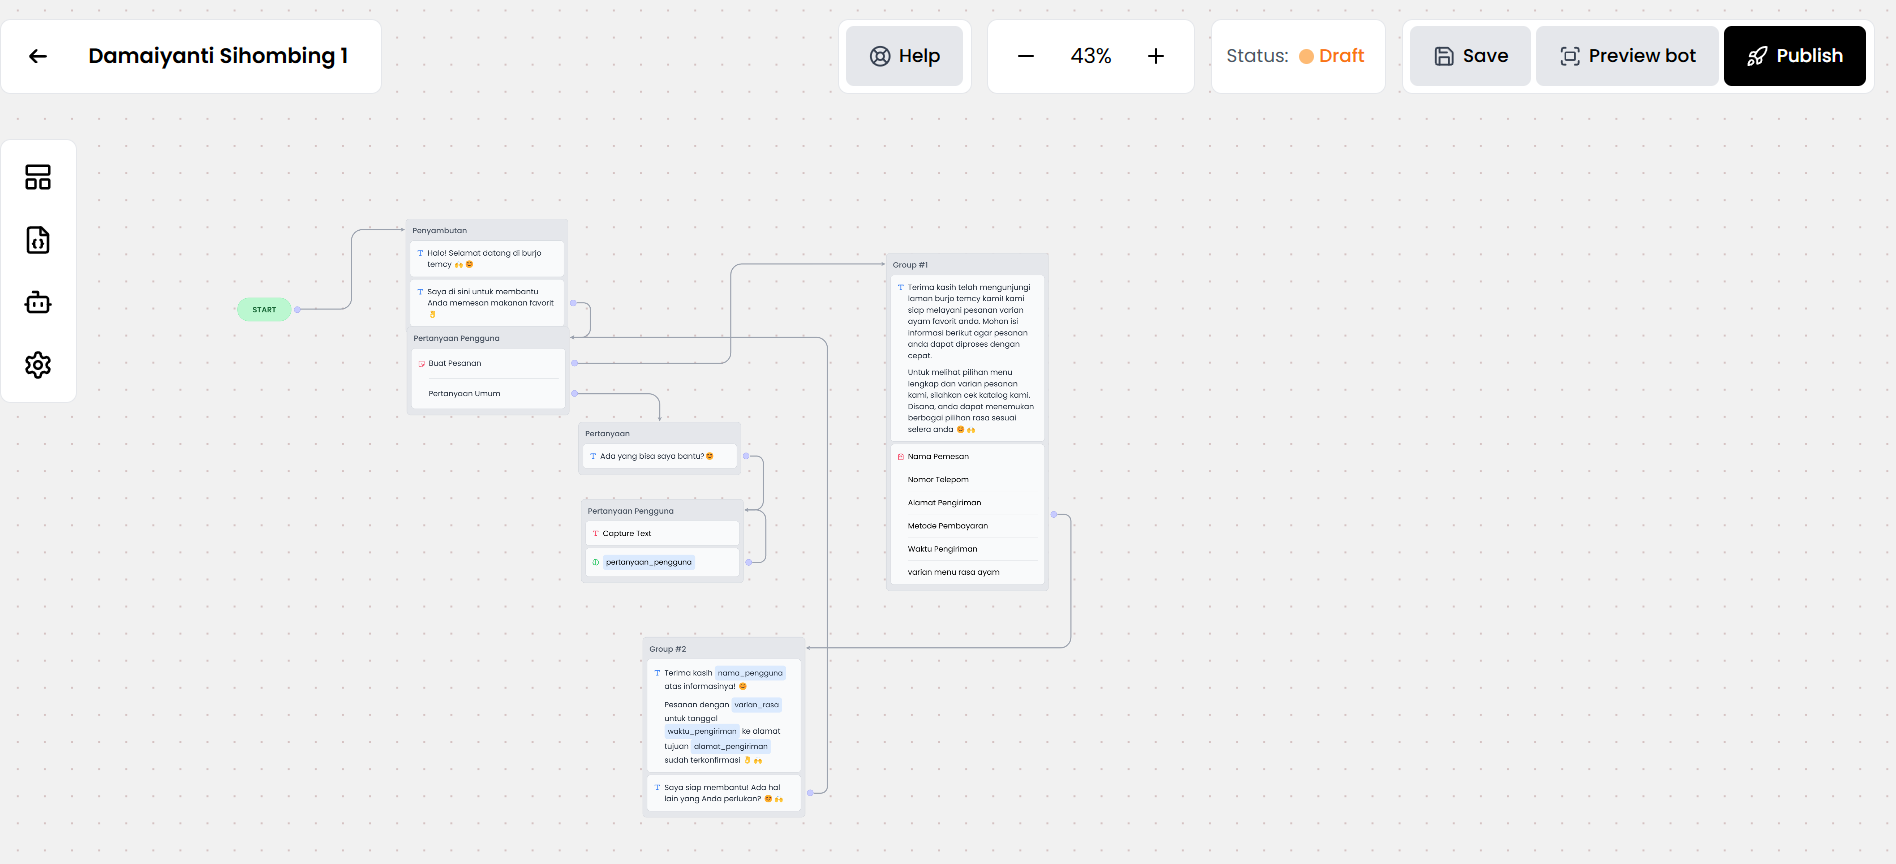 Damaiyanti Sihombing 1
Help
43%
Status: Draft
Save
Preview bot
Publish
START
Penyambutan
Halo! Selamat datang di burjo
temcy 🙌 😊
Saya di sini untuk membantu
Anda memesan makanan favorit
👌
Pertanyaan Pengguna
Buat Pesanan
Pertanyaan Umum
Pertanyaan
Ada yang bisa saya bantu? 😊
Pertanyaan Pengguna
Capture Text
pertanyaan_pengguna
Group #1
Terima kasih telah mengunjungi
laman burjo temcy kami! kami
siap melayani pesanan varian
ayam favorit anda. Mohon isi
informasi berikut agar pesanan
anda dapat diproses dengan
cepat.
Untuk melihat pilihan menu
lengkap dan varian pesanan
kami, silahkan cek katalog kami.
Disana, anda dapat menemukan
berbagai pilihan rasa sesuai
selera anda 😊 🙌
Nama Pemesan
Nomor Telepom
Alamat Pengiriman
Metode Pembayaran
Waktu Pengiriman
varian menu rasa ayam
Group #2
Terima kasih nama_pengguna
atas informasinya! 😊
Pesanan dengan varian_rasa
untuk tanggal
waktu_pengiriman ke alamat
tujuan alamat_pengiriman
sudah terkonfirmasi 👌 🙌
Saya siap membantu! Ada hal
lain yang Anda perlukan? 😊 🙌